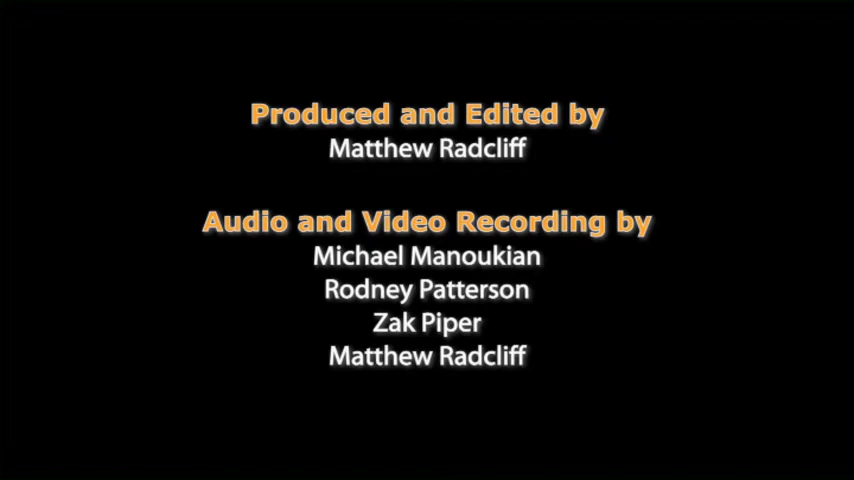 Produced and Edited by
Matthew Radcliff
Audio and Video Recording by
Michael Manoukian
Rodney Patterson
Zak Piper
Matthew Radcliff